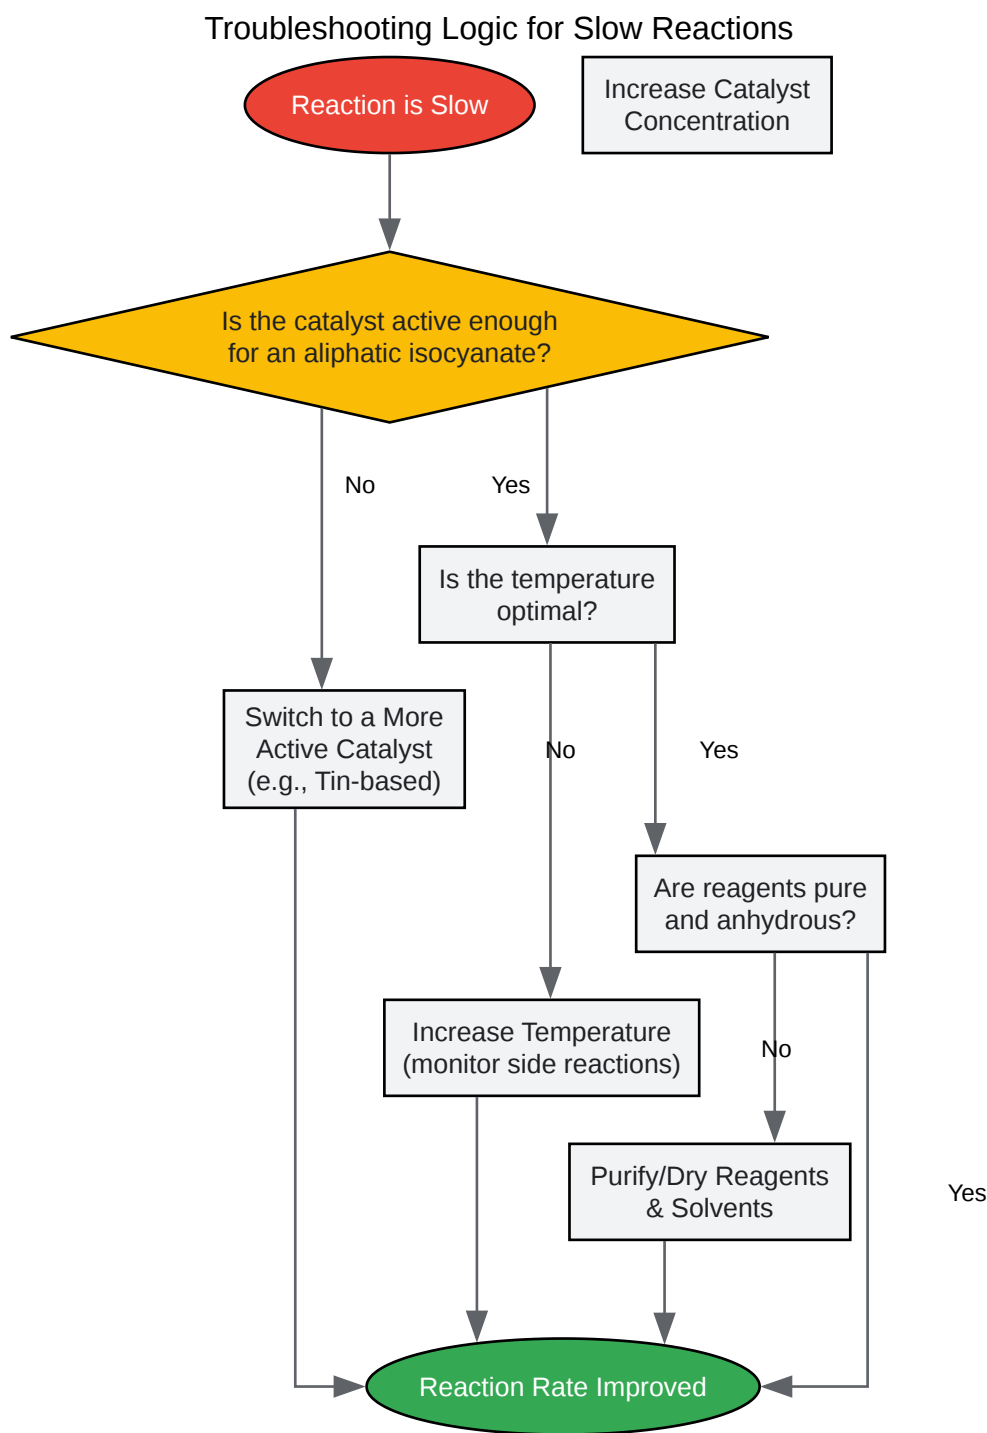 Troubleshooting Logic for Slow Reactions
Reaction is Slow
Increase Catalyst
Concentration
Is the catalyst active enough
for an aliphatic isocyanate?
No
Yes
Is the temperature
optimal?
Switch to a More
Active Catalyst
(e.g., Tin-based)
No
Yes
Are reagents pure
and anhydrous?
Increase Temperature
(monitor side reactions)
No
Purify/Dry Reagents
& Solvents
Yes
Reaction Rate Improved